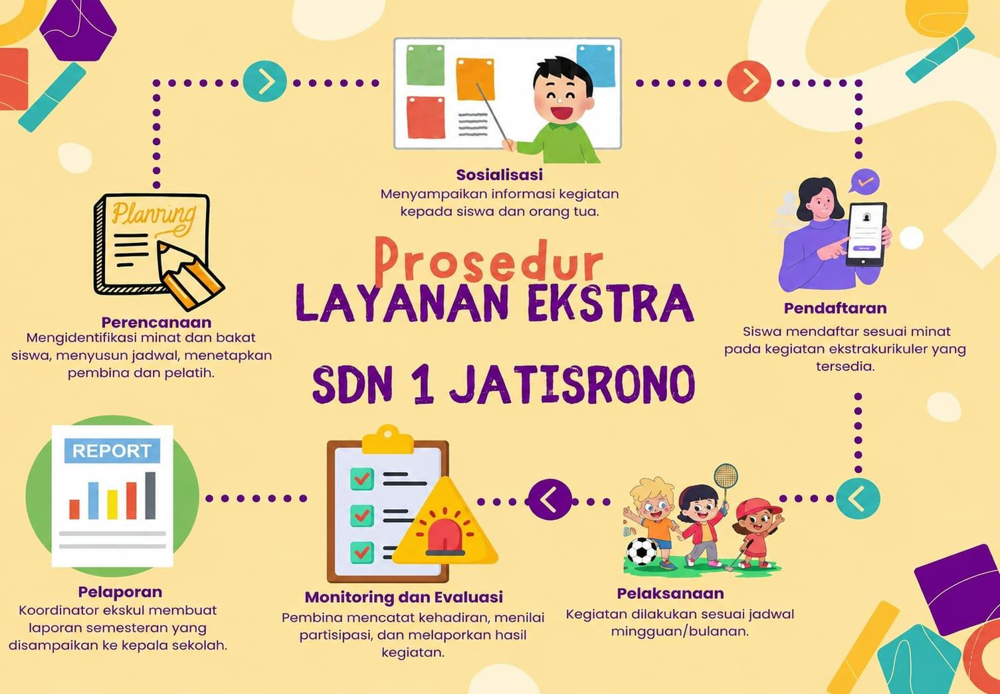 Sosialisasi
Menyampaikan informasi kegiatan
kepada siswa dan orang tua.
Planning
Perencanaan
Mengidentifikasi minat dan bakat
siswa, menyusun jadwal, menetapkan
pembina dan pelatih.
Prosedur
LAYANAN EKSTRA
SDN 1 JATISRONO
Pendaftaran
Siswa mendaftar sesuai minat
pada kegiatan ekstrakurikuler yang
tersedia.
REPORT
Pelaporan
Koordinator ekskul membuat
laporan semesteran yang
disampaikan ke kepala sekolah.
Monitoring dan Evaluasi
Pembina mencatat kehadiran, menilai
partisipasi, dan melaporkan hasil
kegiatan.
Pelaksanaan
Kegiatan dilakukan sesuai jadwal
mingguan/bulanan.